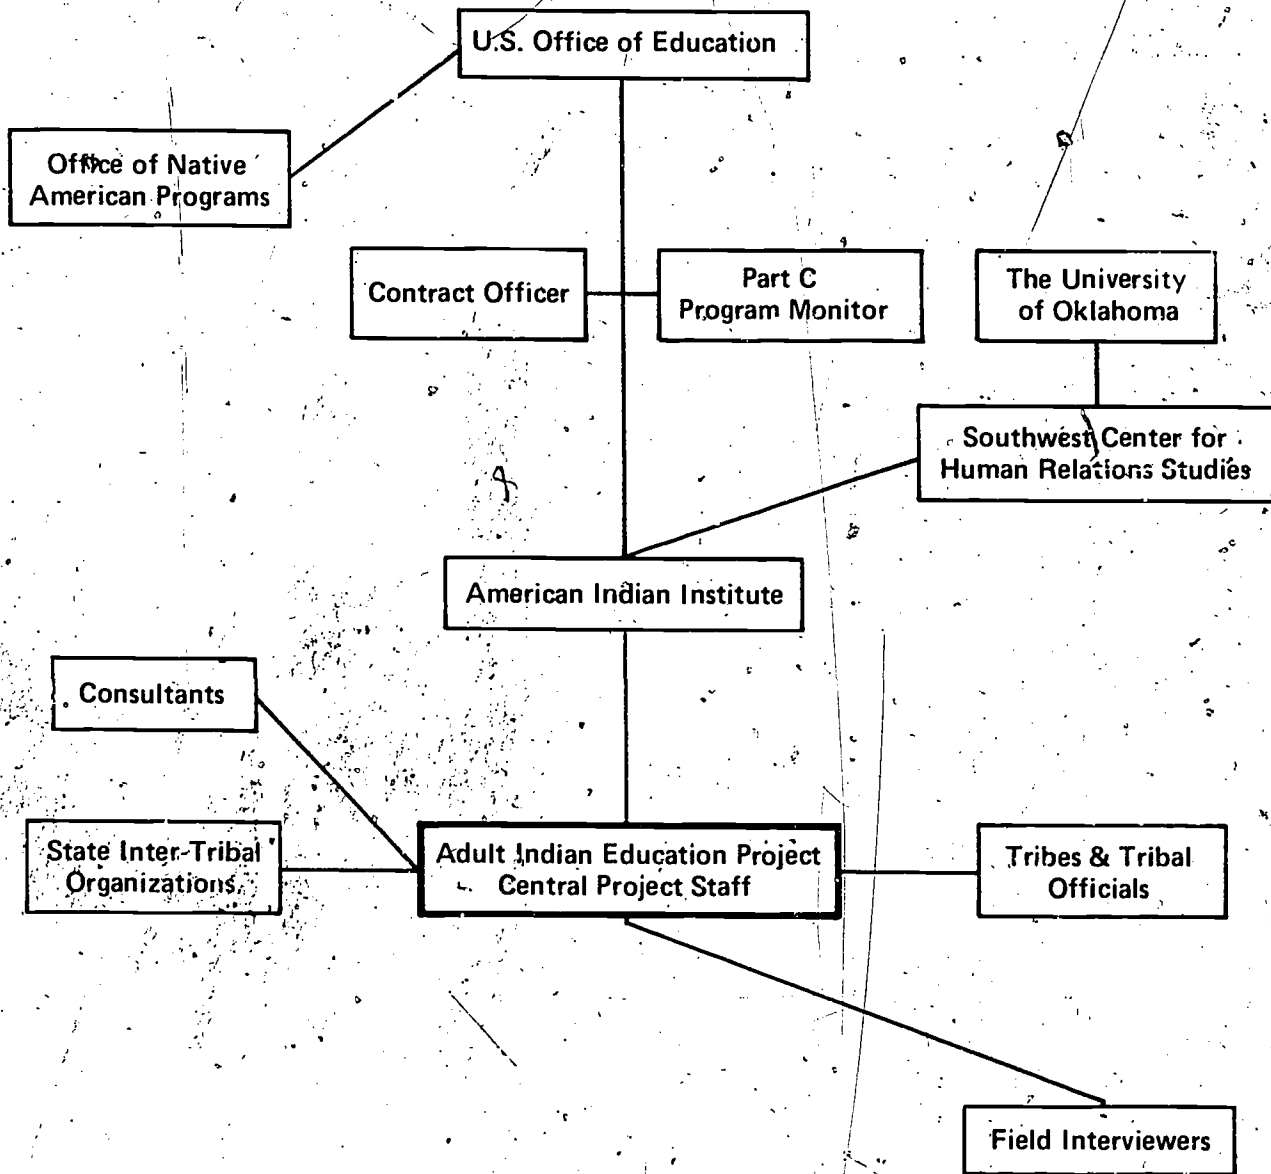 U.S. Office of Education
Office of Native
American Programs
Contract Officer
Part C
Program Monitor
The University
of Oklahoma
Southwest Center for
Human Relations Studies
American Indian Institute
Consultants
State Inter-Tribal
Organizations
Adult Indian Education Project
Central Project Staff
Tribes & Tribal
Officials
Field Interviewers